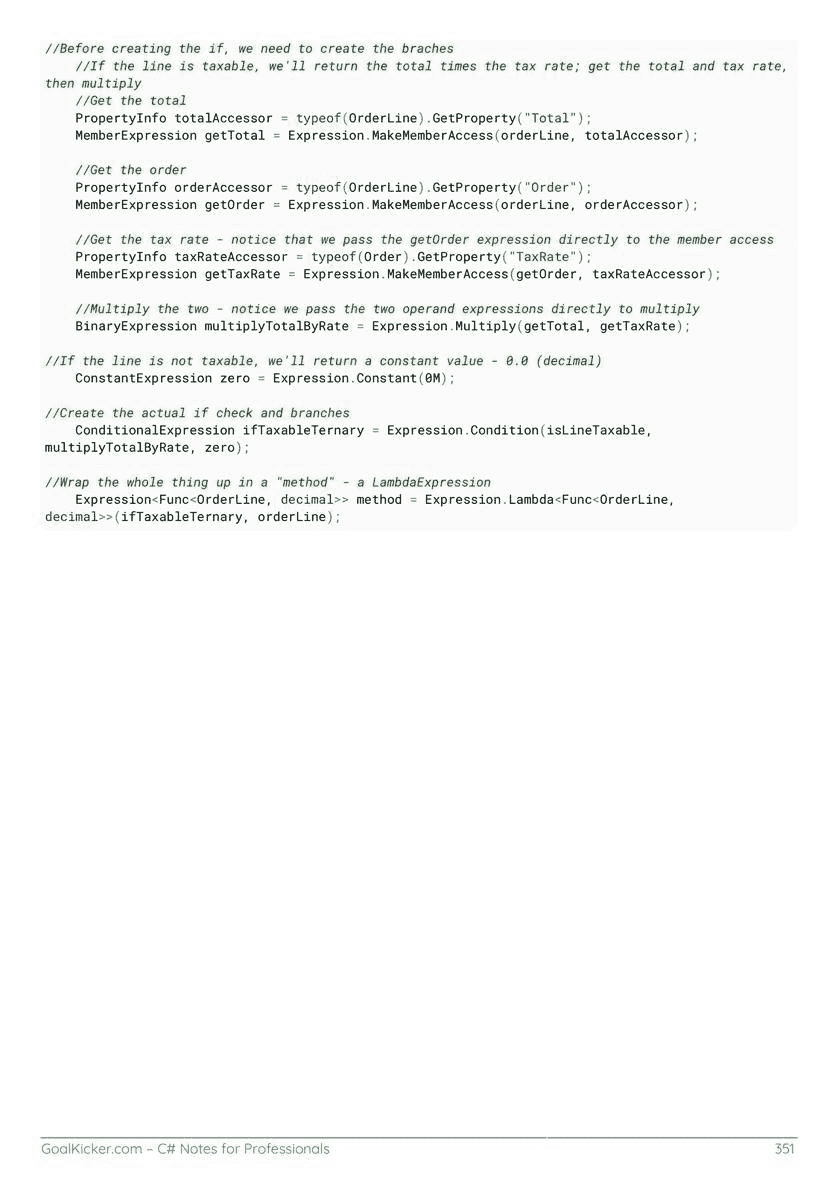 //Before creating the if, we need to create the braches
    //If the line is taxable, we'll return the total times the tax rate; get the total and tax rate,
then multiply
    //Get the total
    PropertyInfo totalAccessor = typeof(OrderLine).GetProperty("Total");
    MemberExpression getTotal = Expression.MakeMemberAccess(orderLine, totalAccessor);

    //Get the order
    PropertyInfo orderAccessor = typeof(OrderLine).GetProperty("Order");
    MemberExpression getOrder = Expression.MakeMemberAccess(orderLine, orderAccessor);

    //Get the tax rate - notice that we pass the getOrder expression directly to the member access
    PropertyInfo taxRateAccessor = typeof(Order).GetProperty("TaxRate");
    MemberExpression getTaxRate = Expression.MakeMemberAccess(getOrder, taxRateAccessor);

    //Multiply the two - notice we pass the two operand expressions directly to multiply
    BinaryExpression multiplyTotalByRate = Expression.Multiply(getTotal, getTaxRate);

//If the line is not taxable, we'll return a constant value - 0.0 (decimal)
    ConstantExpression zero = Expression.Constant(0M);

//Create the actual if check and branches
    ConditionalExpression ifTaxableTernary = Expression.Condition(isLineTaxable,
multiplyTotalByRate, zero);

//Wrap the whole thing up in a "method" - a LambdaExpression
    Expression<Func<OrderLine, decimal>> method = Expression.Lambda<Func<OrderLine,
decimal>>(ifTaxableTernary, orderLine);

GoalKicker.com – C# Notes for Professionals
351